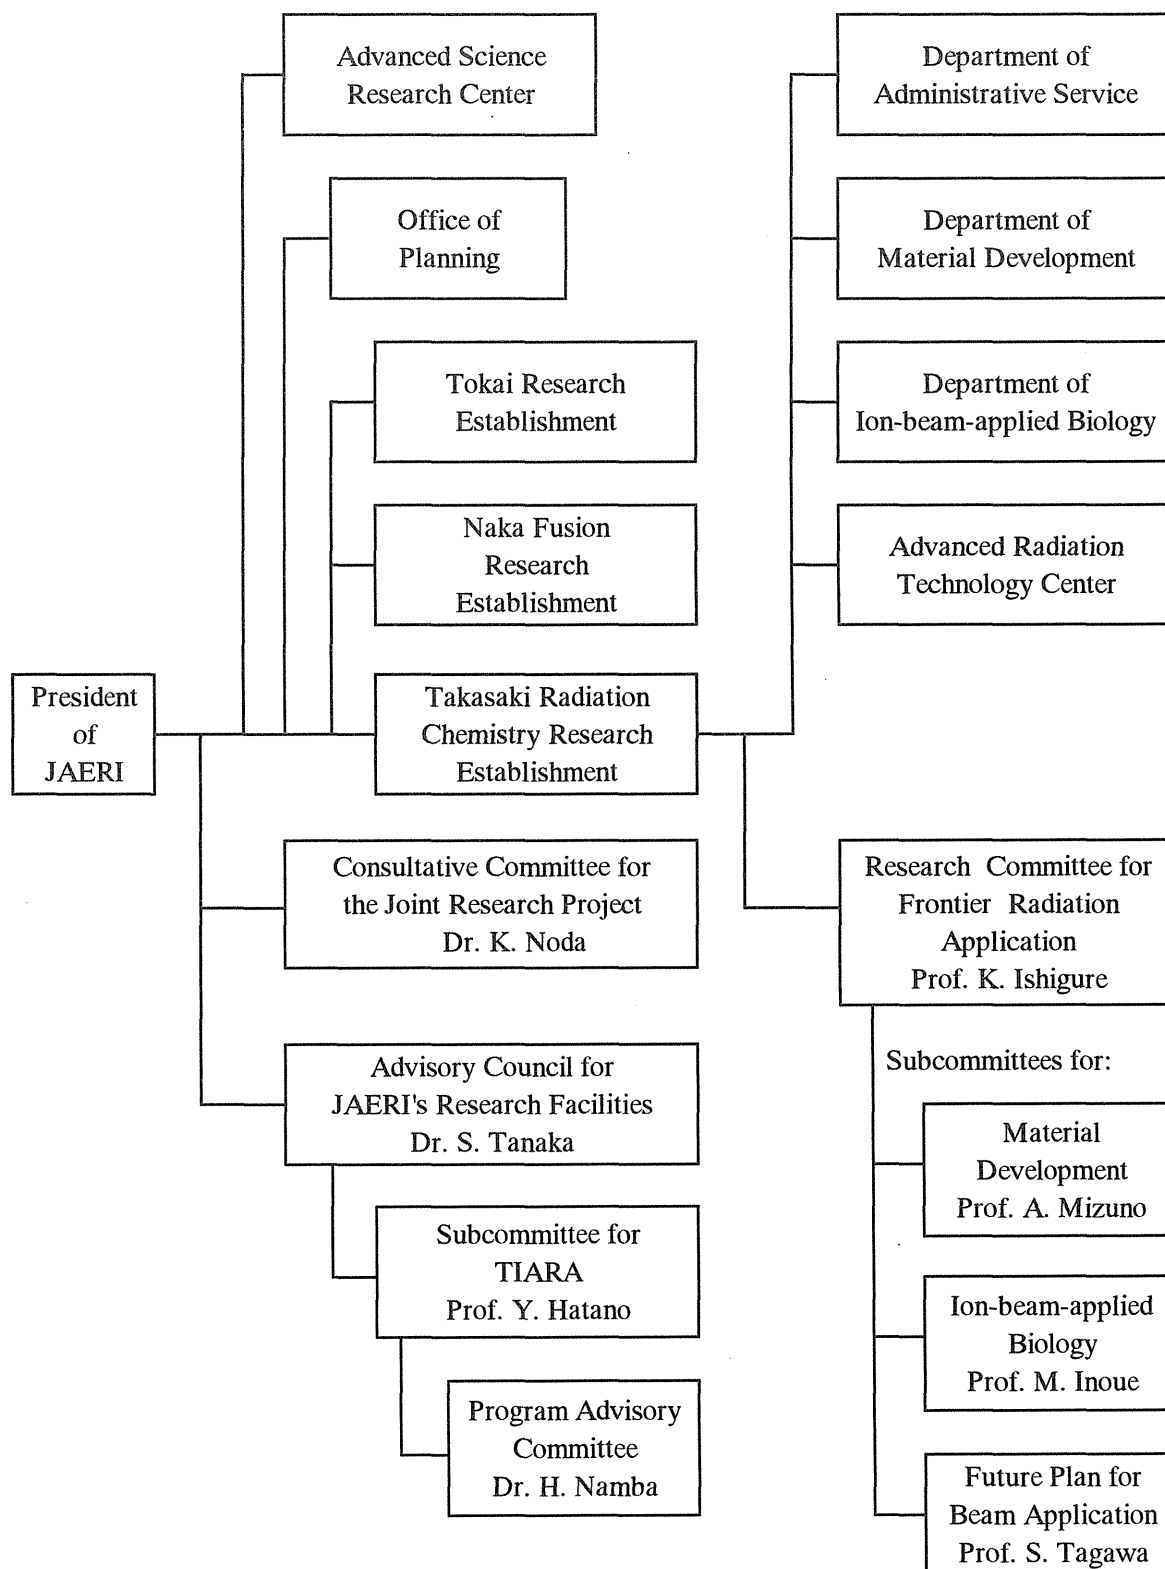 Advanced Science
Research Center
Office of
Planning
Tokai Research
Establishment
Naka Fusion
Research
Establishment
President
of
JAERI
Takasaki Radiation
Chemistry Research
Establishment
Consultative Committee for
the Joint Research Project
Dr. K. Noda
Advisory Council for
JAERI's Research Facilities
Dr. S. Tanaka
Subcommittee for
TIARA
Prof. Y. Hatano
Program Advisory
Committee
Dr. H. Namba
Department of
Administrative Service
Department of
Material Development
Department of
Ion-beam-applied Biology
Advanced Radiation
Technology Center
Research Committee for
Frontier Radiation
Application
Prof. K. Ishigure
Subcommittees for:
Material
Development
Prof. A. Mizuno
Ion-beam-applied
Biology
Prof. M. Inoue
Future Plan for
Beam Application
Prof. S. Tagawa